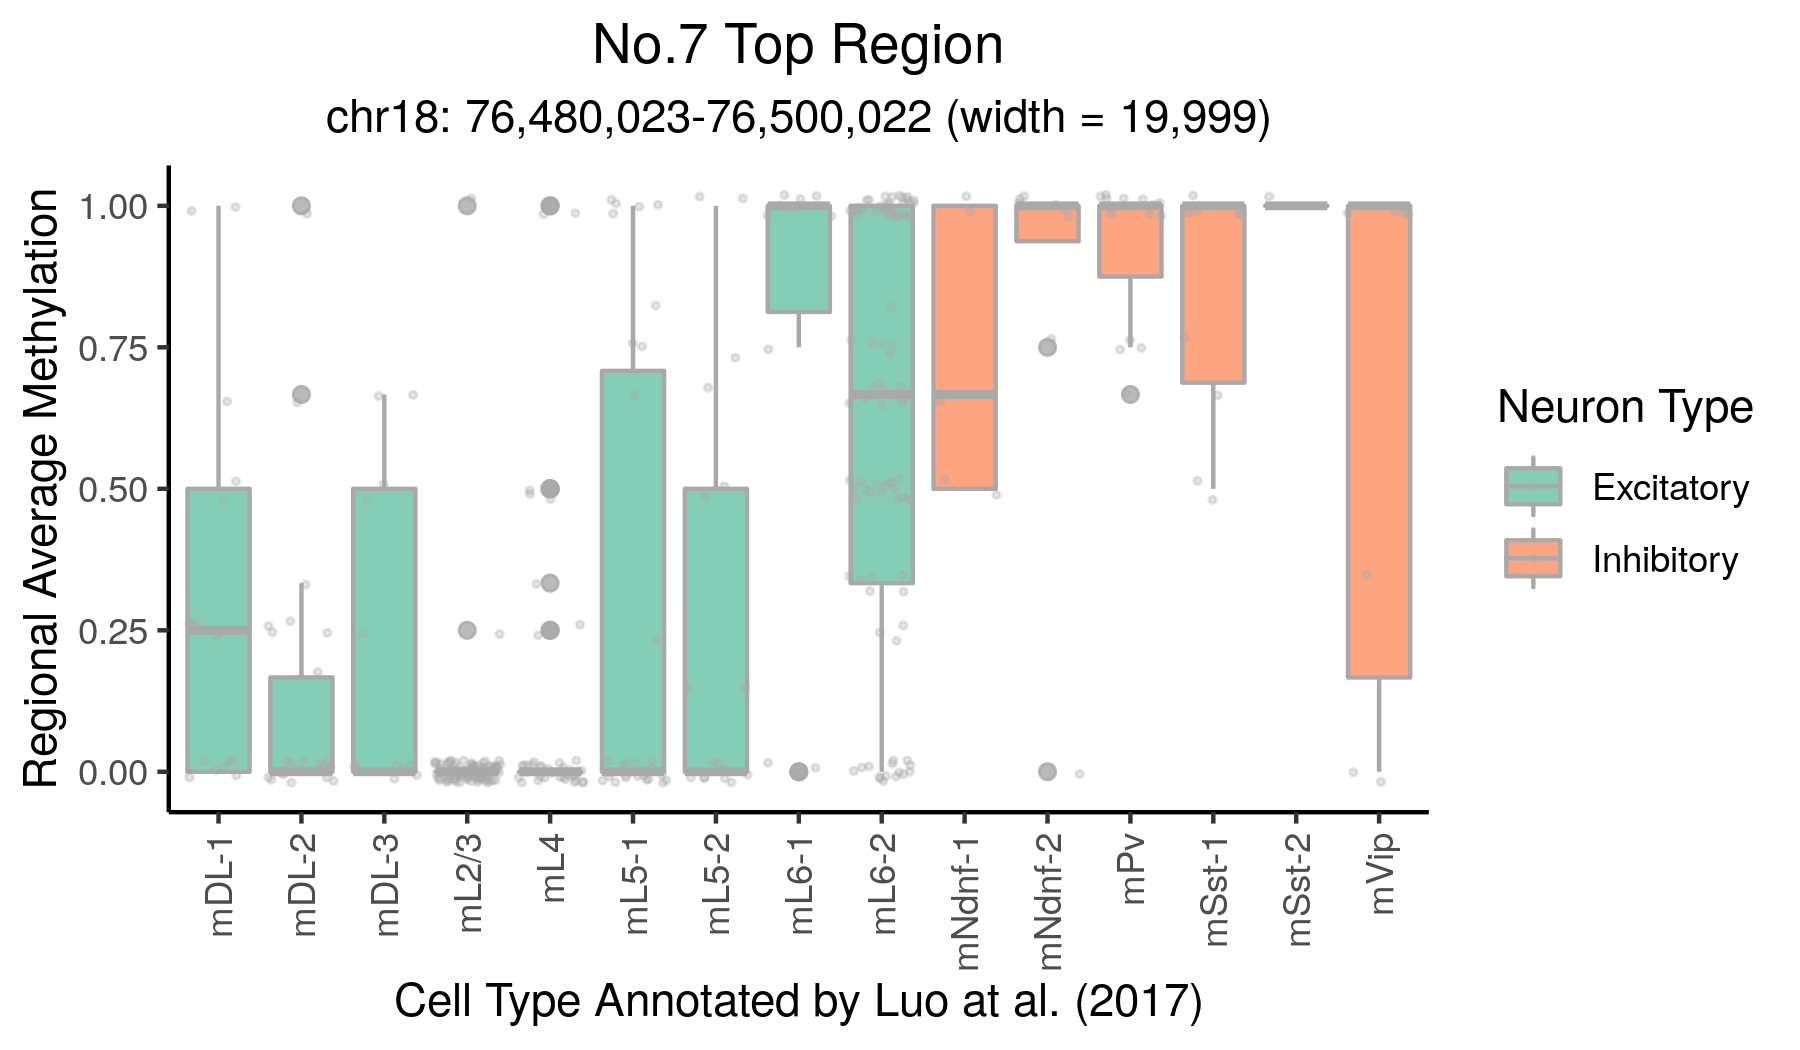 No.7 Top Region
chr18: 76,480,023-76,500,022 (width = 19,999)
Regional Average Methylation
1.00
0.75
0.50
0.25
0.00
mDL-1
mDL-2
mDL-3
mL2/3
mL4
mL5-1
mL5-2
mL6-1
mL6-2
mNdnf-1
mNdnf-2
mPv
mSst-1
mSst-2
mVip
Cell Type Annotated by Luo at al. (2017)
Neuron Type
Excitatory
Inhibitory